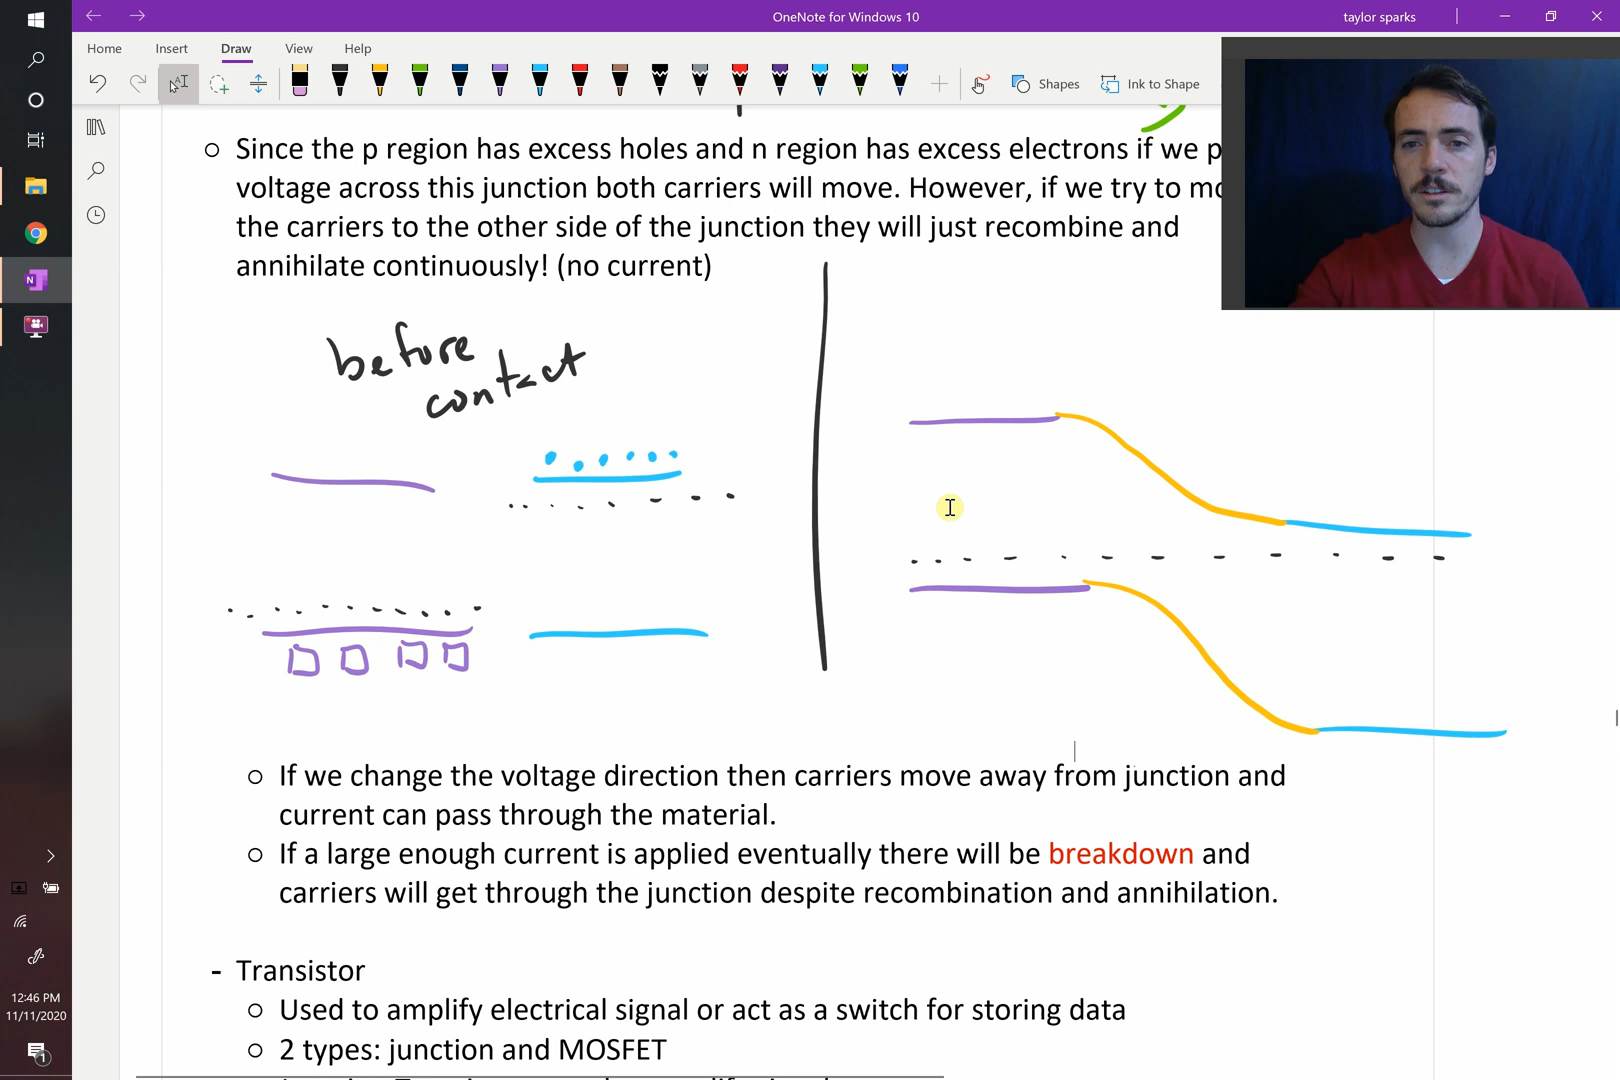 OneNote for Windows 10
taylor sparks
Home Insert Draw View Help
Shapes
Ink to Shape
Since the p region has excess holes and n region has excess electrons if we p
voltage across this junction both carriers will move. However, if we try to mo
the carriers to the other side of the junction they will just recombine and
annihilate continuously! (no current)
before
contact
If we change the voltage direction then carriers move away from junction and
current can pass through the material.
If a large enough current is applied eventually there will be breakdown and
carriers will get through the junction despite recombination and annihilation.
- Transistor
Used to amplify electrical signal or act as a switch for storing data
2 types: junction and MOSFET
12:46 PM
11/11/2020
1